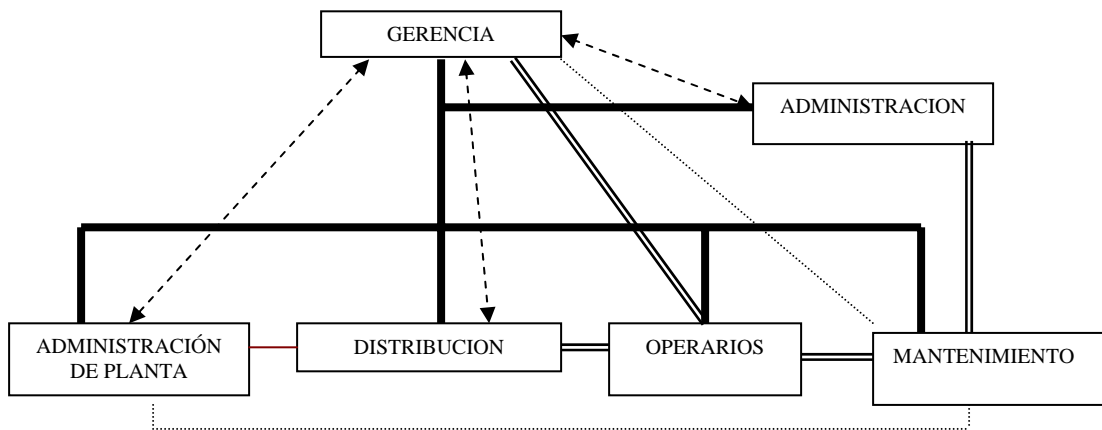 GERENCIA
ADMINISTRACION
ADMINISTRACIÓN
DE PLANTA
DISTRIBUCION
OPERARIOS
MANTENIMIENTO